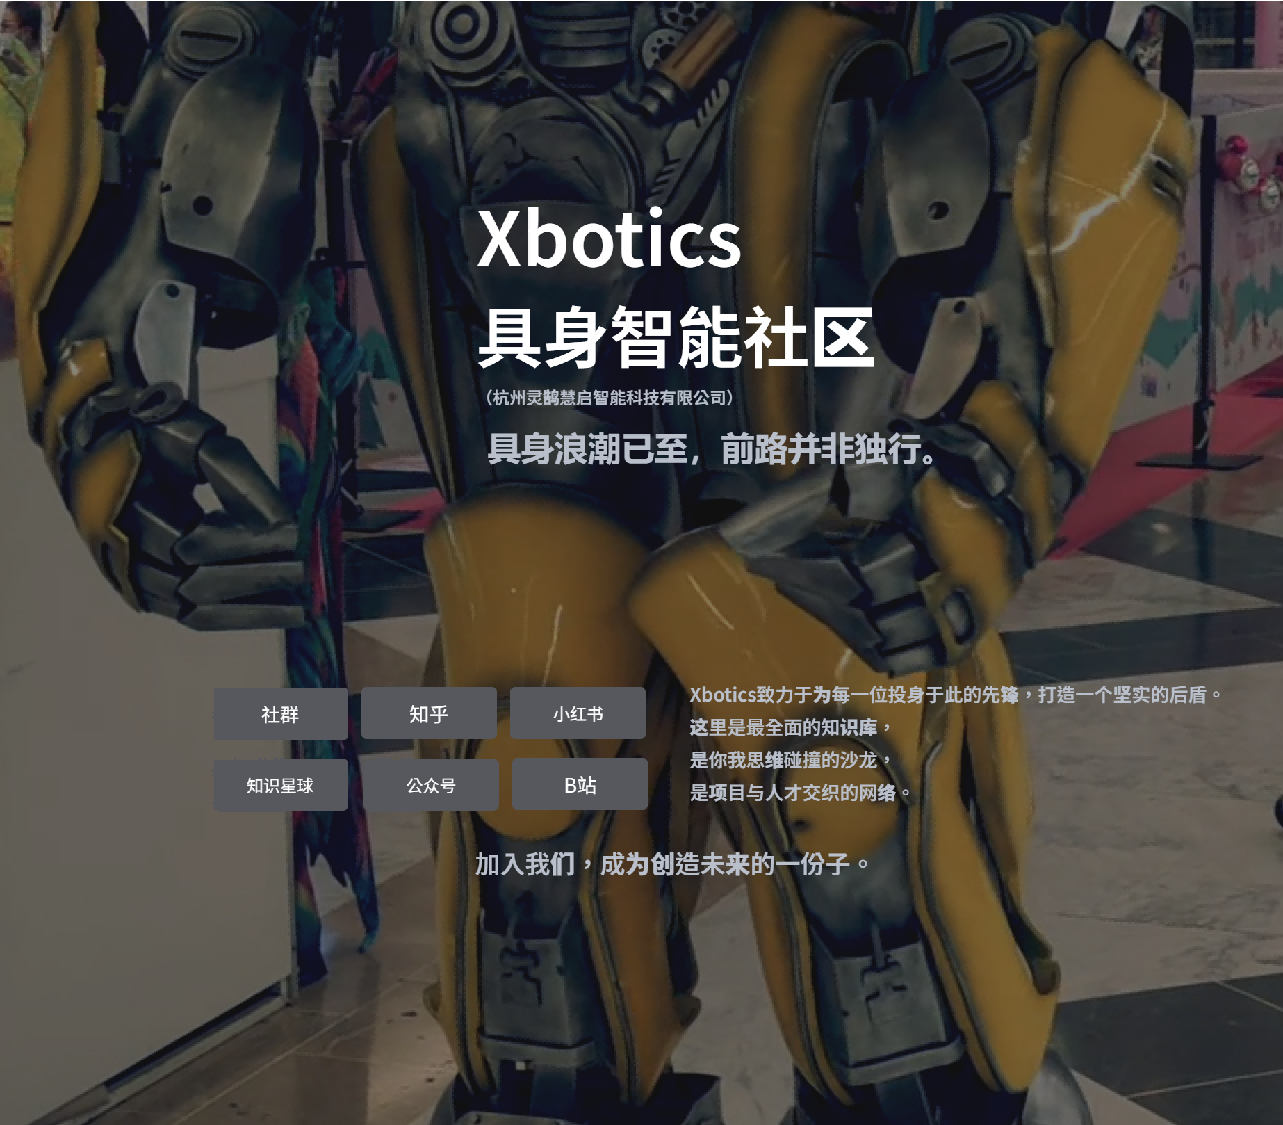 Xbotics
具身智能社区
（杭州灵鹄慧启智能科技有限公司）
具身浪潮已至，前路并非独行。
社群
知乎
小红书
知识星球
公众号
B站
Xbotics致力于为每一位投身于此的先锋，打造一个坚实的后盾。
这里是最全面的知识库，
是你我思维碰撞的沙龙，
是项目与人才交织的网络。
加入我们，成为创造未来的一份子。